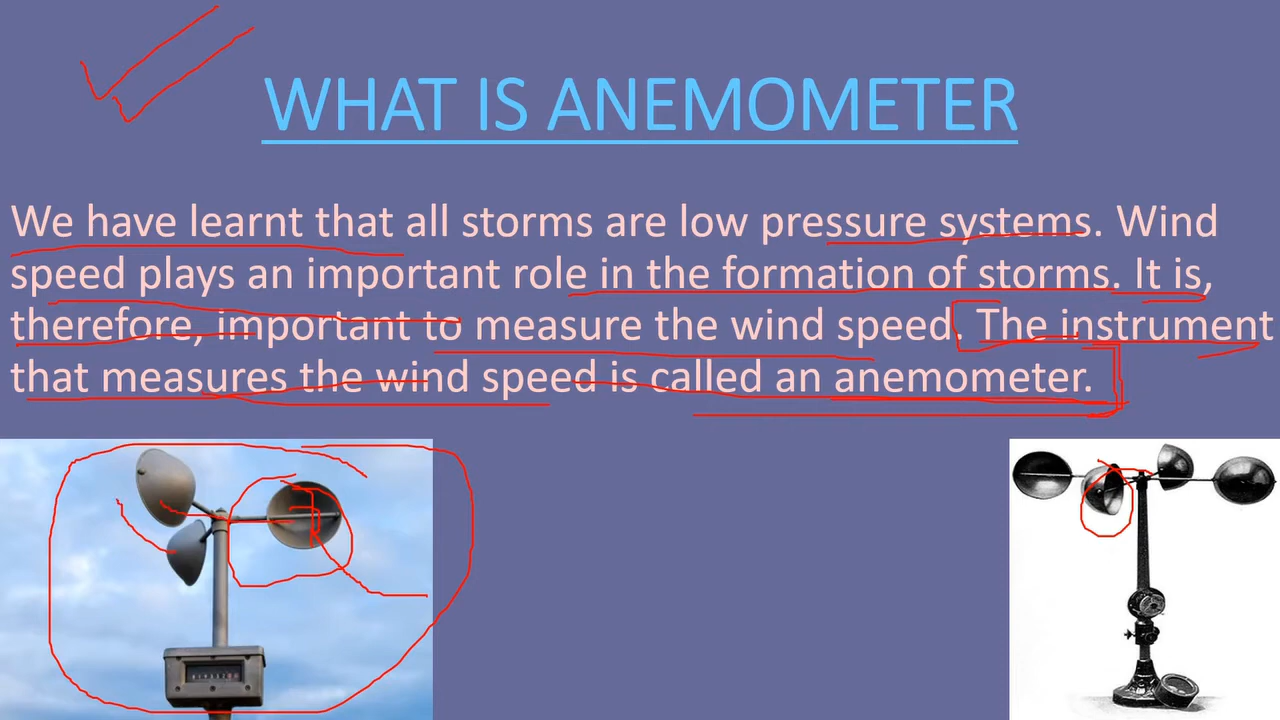 WHAT IS ANEMOMETER
We have learnt that all storms are low pressure systems. Wind
speed plays an important role in the formation of storms. It is,
therefore, important to measure the wind speed. The instrument
that measures the wind speed is called an anemometer.